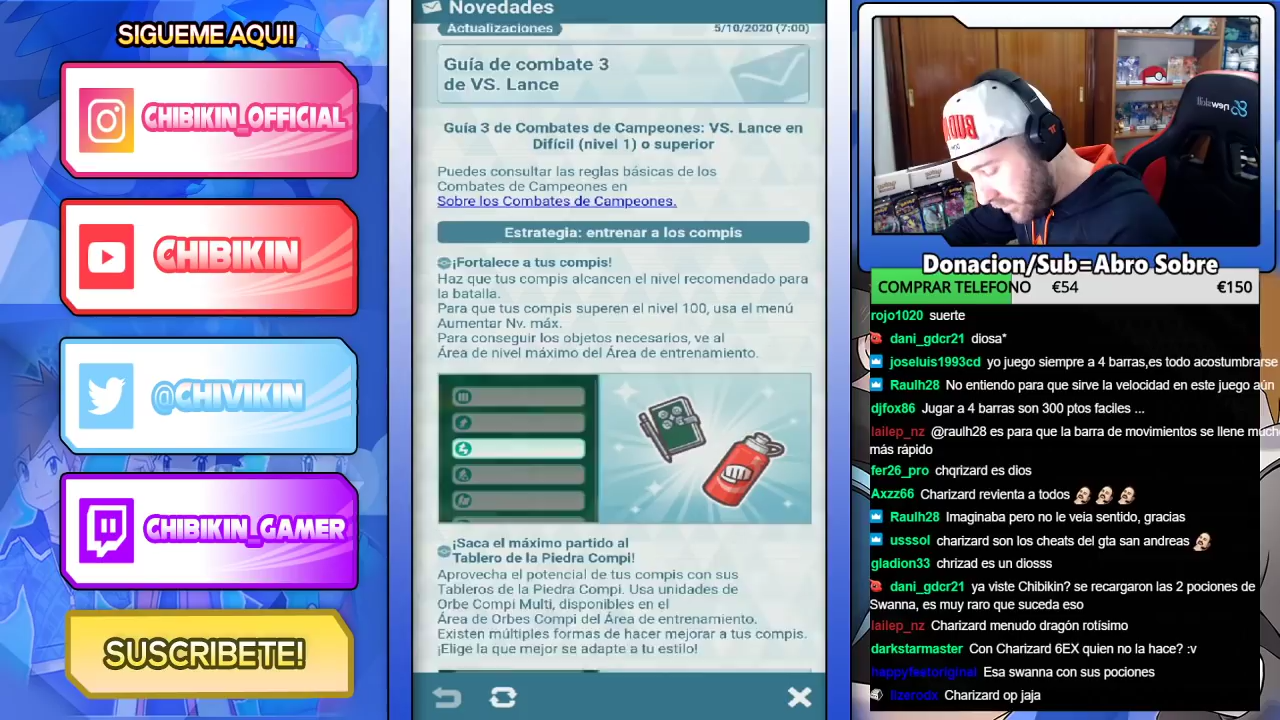 SIGUEME AQUI!
CHIBIKIN_OFFICIAL
CHIBIKIN
@CHIVIKIN
CHIBIKIN_GAMER
SUSCRIBETE!
Novedades
Actualizaciones 5/10/2020 (7:00)
Guía de combate 3
de VS. Lance
Guía 3 de Combates de Campeones: VS. Lance en
Difícil (nivel 1) o superior
Puedes consultar las reglas básicas de los
Combates de Campeones en
Sobre los Combates de Campeones.
Estrategia: entrenar a los compis
¡Fortalece a tus compis!
Haz que tus compis alcancen el nivel recomendado para
la batalla.
Para que tus compis superen el nivel 100, usa el menú
Aumentar Nv. máx.
Para conseguir los objetos necesarios, ve al
Área de nivel máximo del Área de entrenamiento.
¡Saca el máximo partido al
Tablero de la Piedra Compi!
Aprovecha el potencial de tus compis con sus
Tableros de la Piedra Compi. Usa unidades de
Orbe Compi Multi, disponibles en el
Área de Orbes Compi del Área de entrenamiento.
Existen múltiples formas de hacer mejorar a tus compis.
¡Elige la que mejor se adapte a tu estilo!
newskill
Donacion/Sub=Abro Sobre
COMPRAR TELEFONO €54 €150
rojo1020 suerte
dani_gdcr21 diosa*
joseluis1993cd yo juego siempre a 4 barras,es todo acostumbrarse
Raulh28 No entiendo para que sirve la velocidad en este juego aún
djfox86 Jugar a 4 barras son 300 ptos faciles ...
lailep_nz @raulh28 es para que la barra de movimientos se llene mucho
más rápido
fer26_pro chqrizard es dios
Axzz66 Charizard revienta a todos
Raulh28 Imaginaba pero no le veia sentido, gracias
usssol charizard son los cheats del gta san andreas
gladion33 chrizad es un diosss
dani_gdcr21 ya viste Chibikin? se recargaron las 2 pociones de
Swanna, es muy raro que suceda eso
lailep_nz Charizard menudo dragón rotísimo
darkstarmaster Con Charizard 6EX quien no la hace? :v
happyfeetoriginal Esa swanna con sus pociones
lizerodx Charizard op jaja